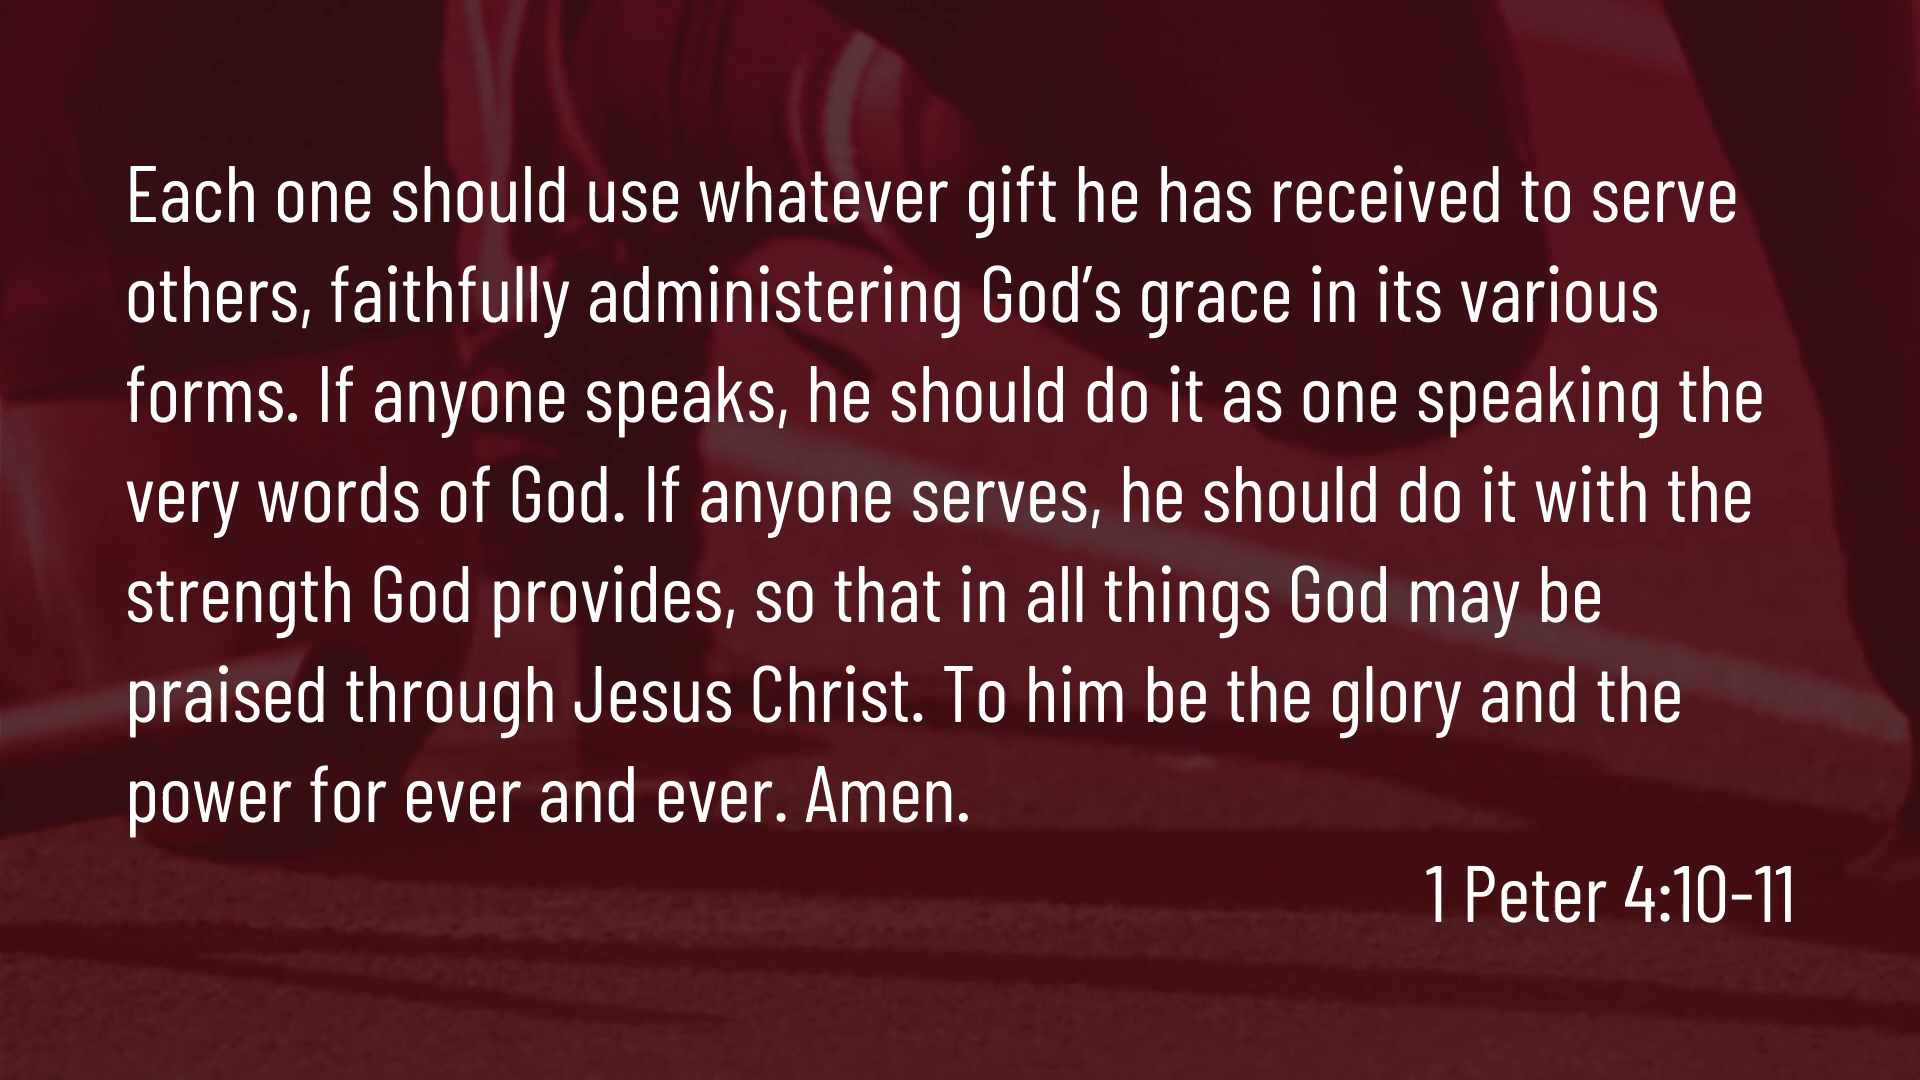 Each one should use whatever gift he has received to serve
others, faithfully administering God’s grace in its various
forms. If anyone speaks, he should do it as one speaking the
very words of God. If anyone serves, he should do it with the
strength God provides, so that in all things God may be
praised through Jesus Christ. To him be the glory and the
power for ever and ever. Amen.
1 Peter 4:10-11